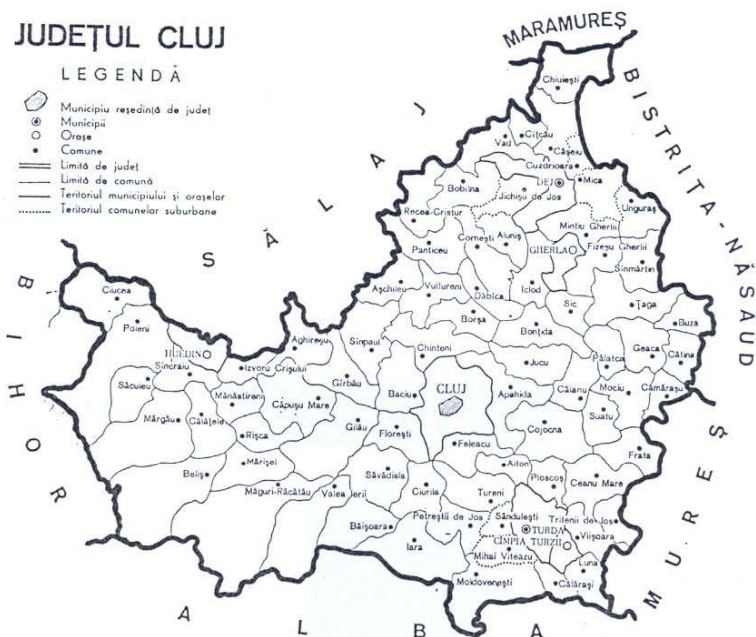 JUDEȚUL CLUJ
LEGENDĂ
Municipiu reședință de județ
Municipii
Orașe
Comune
Limită de județ
Limită de comună
Teritoriul municipiului și orașelor
Teritoriul comunelor suburbane
MARAMUREȘ
BISTRIȚA-NĂSAUD
SĂLAJ
BIHOR
MUREȘ
ALBA
Chiuiești
Cîțcău
Vad
Cășeiu
Cuzdrioara
DEJ
Mica
Bobîlna
Jichișu de Jos
Unguraș
Recea-Cristur
Mintiu Gherlii
Cornești
Aluniș
Panticeu
GHERLA
Fizeșu Gherlii
Sînmărtin
Așchileu
Vultureni
Dăbîca
Iclod
Sic
Țaga
Ciucea
Borșa
Bonțida
Buza
Poieni
Aghireșu
Sînpaul
Chinteni
Geaca
HUEDIN
Jucu
Pălatca
Cătina
Sîncraiu
Izvoru Crișului
Gîrbău
Săcuieu
Baciu
CLUJ
Apahida
Căianu
Mociu
Cămărașu
Mănăstireni
Căpușu Mare
Suatu
Mărgău
Călățele
Gilău
Florești
Cojocna
Rîșca
Feleacu
Frata
Mărișel
Aiton
Beliș
Săvădisla
Ploscoș
Ceanu Mare
Măguri-Răcătău
Valea Ierii
Ciurila
Tureni
Petreștii de Jos
Săndulești
Tritenii de Jos
Băișoara
TURDA
Viișoara
CÎMPIA TURZII
Iara
Mihai Viteazu
Luna
Moldovenești
Călărași